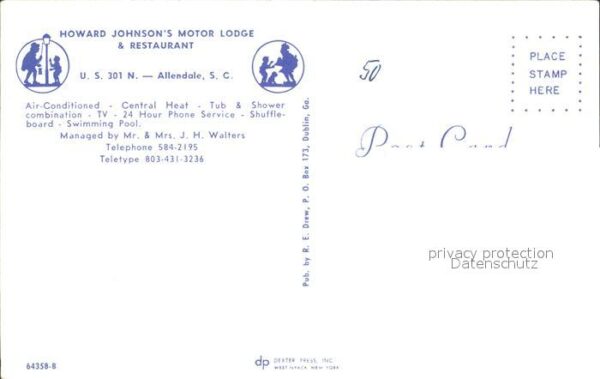 HOWARD JOHNSON'S MOTOR LODGE
& RESTAURANT
U. S. 301 N. — Allendale, S. C.
Air-Conditioned - Central Heat - Tub & Shower
combination - TV - 24 Hour Phone Service - Shuffle-
board - Swimming Pool.
Managed by Mr. & Mrs. J. H. Walters
Telephone 584-2195
Teletype 803-431-3236
Pub. by R. E. Drew, P. O. Box 173, Dublin, Ga.
50
PLACE
STAMP
HERE
Post Card
privacy protection
Datenschutz
64358-B
dp DEXTER PRESS, INC.
WEST NYACK, NEW YORK